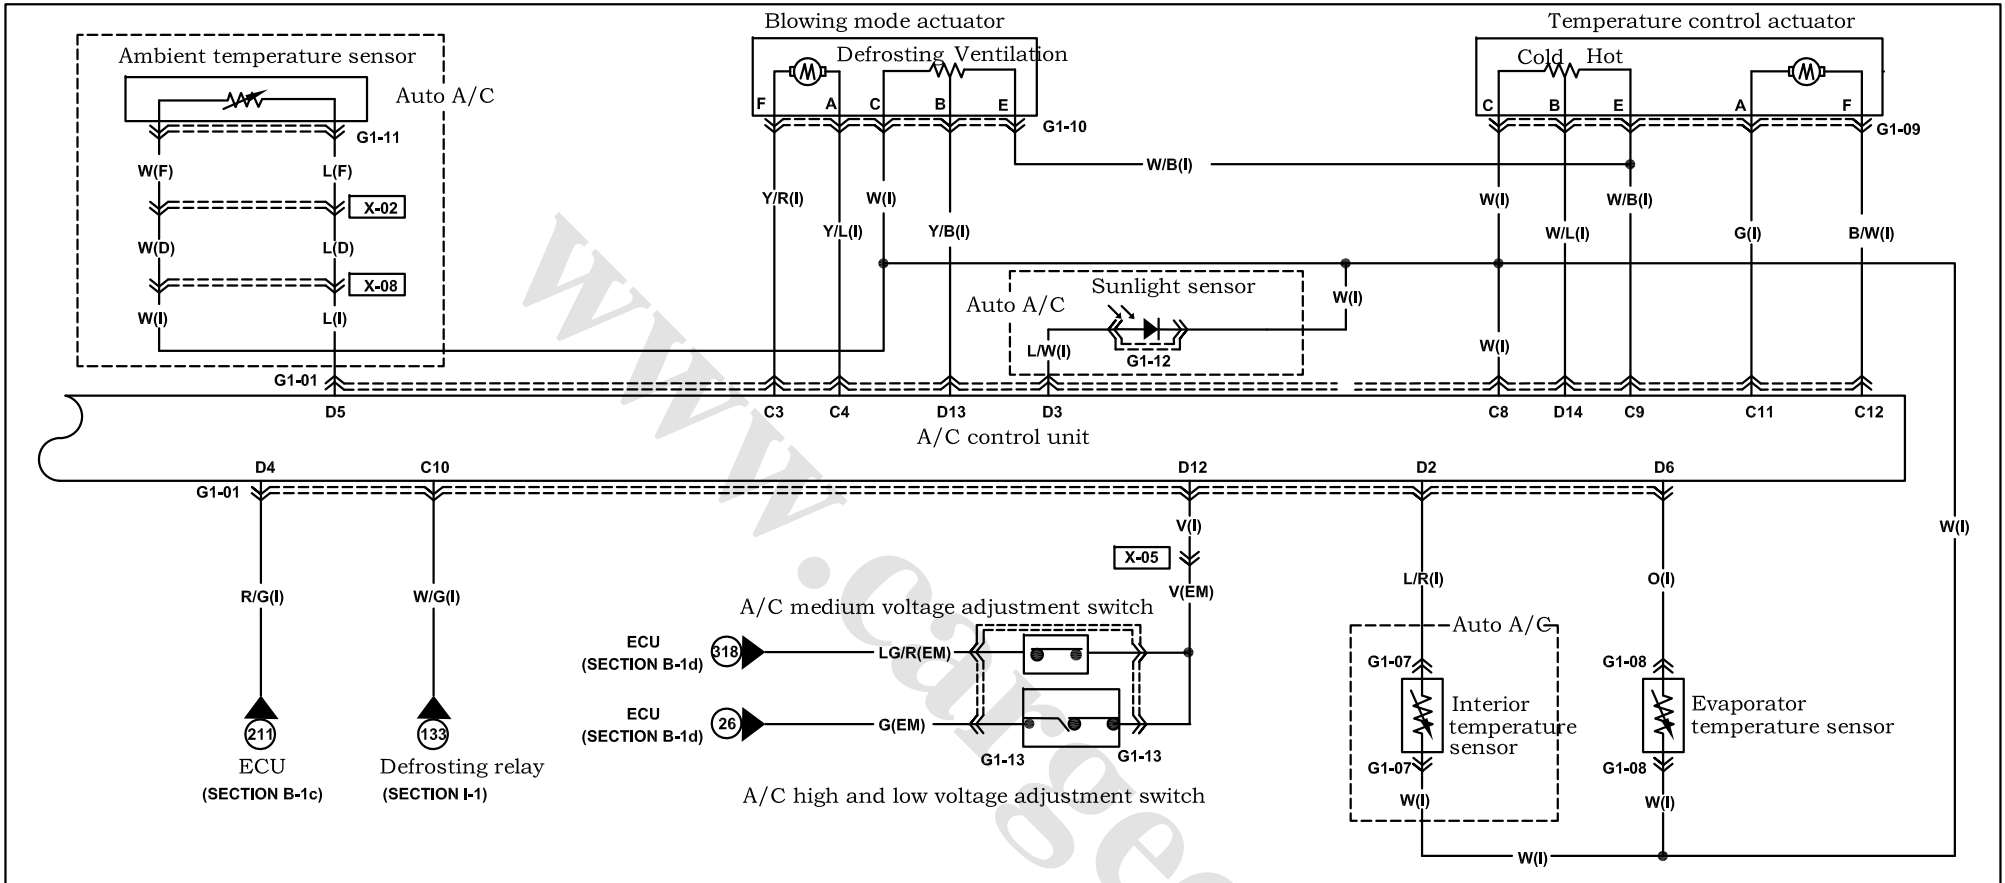 Blowing mode actuator
Temperature control actuator
Ambient temperature sensor
Defrosting Ventilation
Cold Hot
Auto A/C
F A C B E
C B E A F
G1-11
G1-10
G1-09
W(F) L(F)
W/B(I)
X-02
Y/R(I) W(I) W(I) W/B(I)
W(D) L(D)
Y/L(I) Y/B(I) W/L(I) G(I) B/W(I)
X-08
Sunlight sensor
Auto A/C
W(I)
W(I) L(I)
L/W(I)
G1-12
W(I)
G1-01
D5 C3 C4 D13 D3 C8 D14 C9 C11 C12
A/C control unit
D4 C10 D12 D2 D6
G1-01
V(I)
W(I)
X-05
R/G(I) W/G(I) V(EM) L/R(I) O(I)
A/C medium voltage adjustment switch
Auto A/C
ECU
(SECTION B-1d)
318
LG/R(EM)
G1-07
G1-08
ECU
(SECTION B-1d)
26
G(EM)
Interior
temperature
sensor
Evaporator
temperature sensor
211
133
G1-13 G1-13
G1-07
G1-08
ECU
(SECTION B-1c)
Defrosting relay
(SECTION I-1)
A/C high and low voltage adjustment switch
W(I)
W(I)
W(I)
www.carge